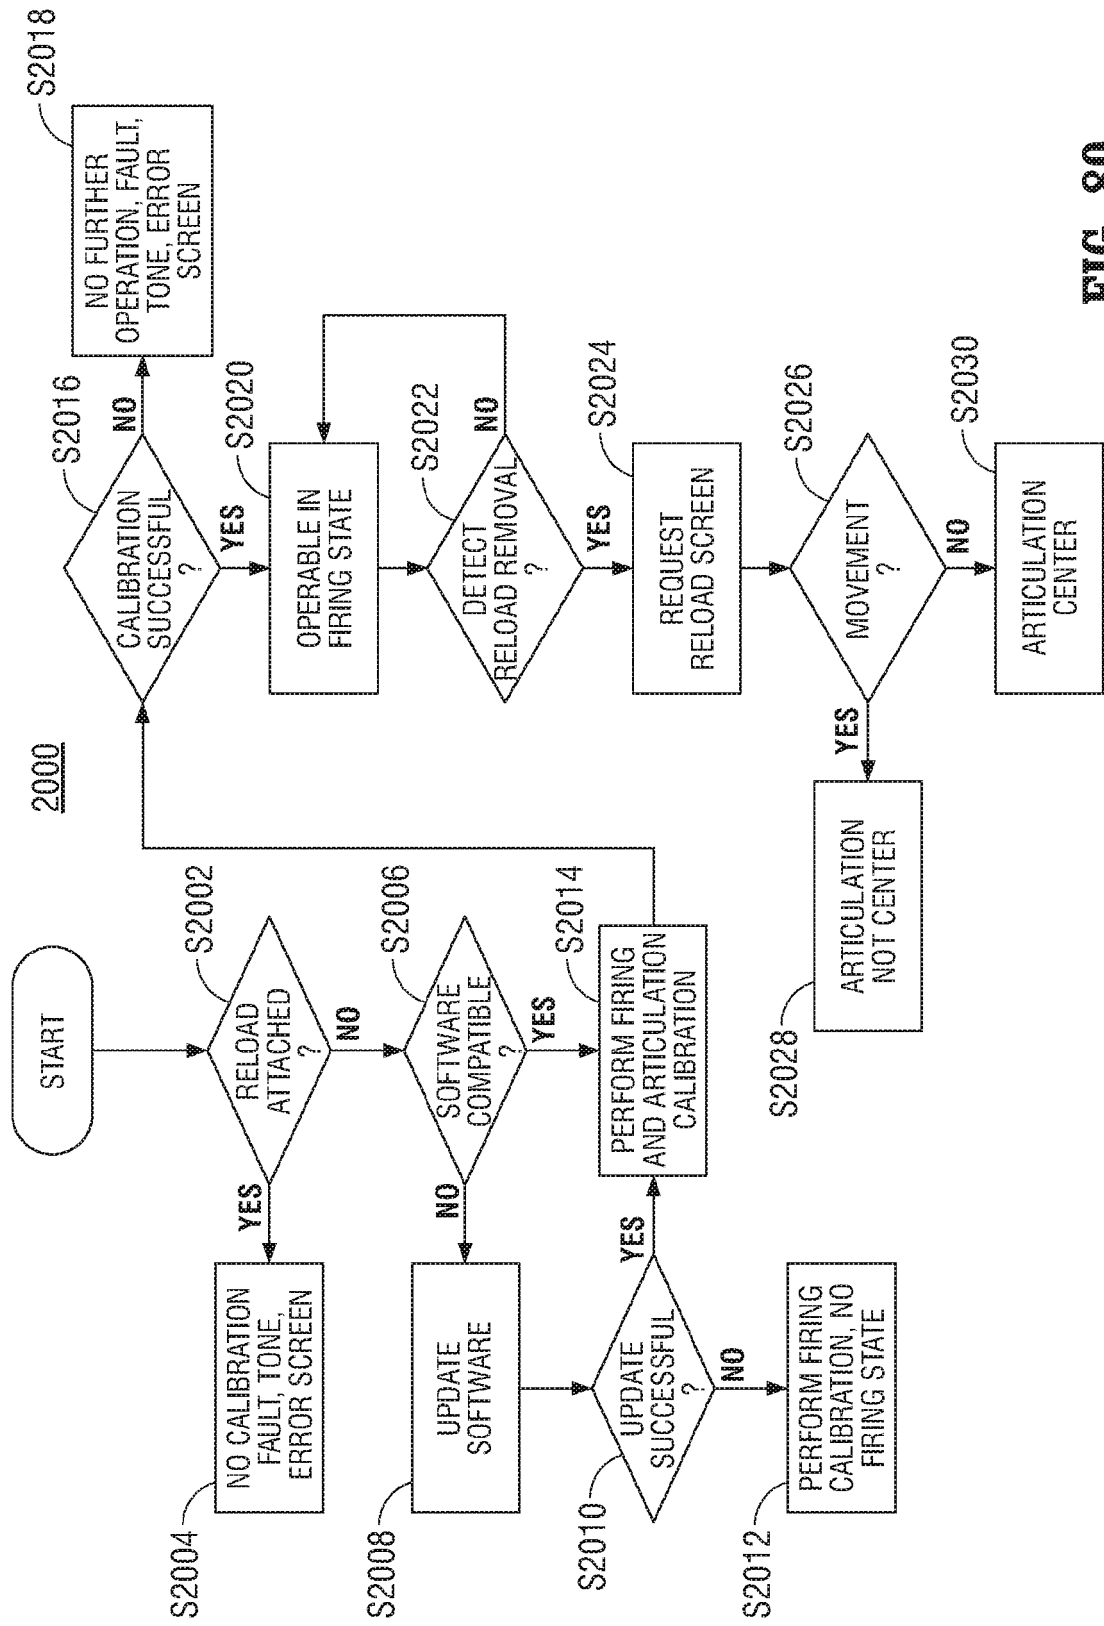 2000
START
S2002
RELOAD
ATTACHED
?
YES
NO
S2004
NO CALIBRATION
FAULT, TONE,
ERROR SCREEN
S2006
SOFTWARE
COMPATIBLE
?
NO
YES
S2008
UPDATE
SOFTWARE
S2010
UPDATE
SUCCESSFUL
?
YES
NO
S2012
PERFORM FIRING
CALIBRATION, NO
FIRING STATE
S2014
PERFORM FIRING
AND ARTICULATION
CALIBRATION
S2016
CALIBRATION
SUCCESSFUL
?
NO
YES
S2018
NO FURTHER
OPERATION, FAULT,
TONE, ERROR
SCREEN
S2020
OPERABLE IN
FIRING STATE
S2022
DETECT
RELOAD REMOVAL
?
NO
YES
S2024
REQUEST
RELOAD SCREEN
S2026
MOVEMENT
?
YES
NO
S2028
ARTICULATION
NOT CENTER
S2030
ARTICULATION
CENTER
FIG. 80